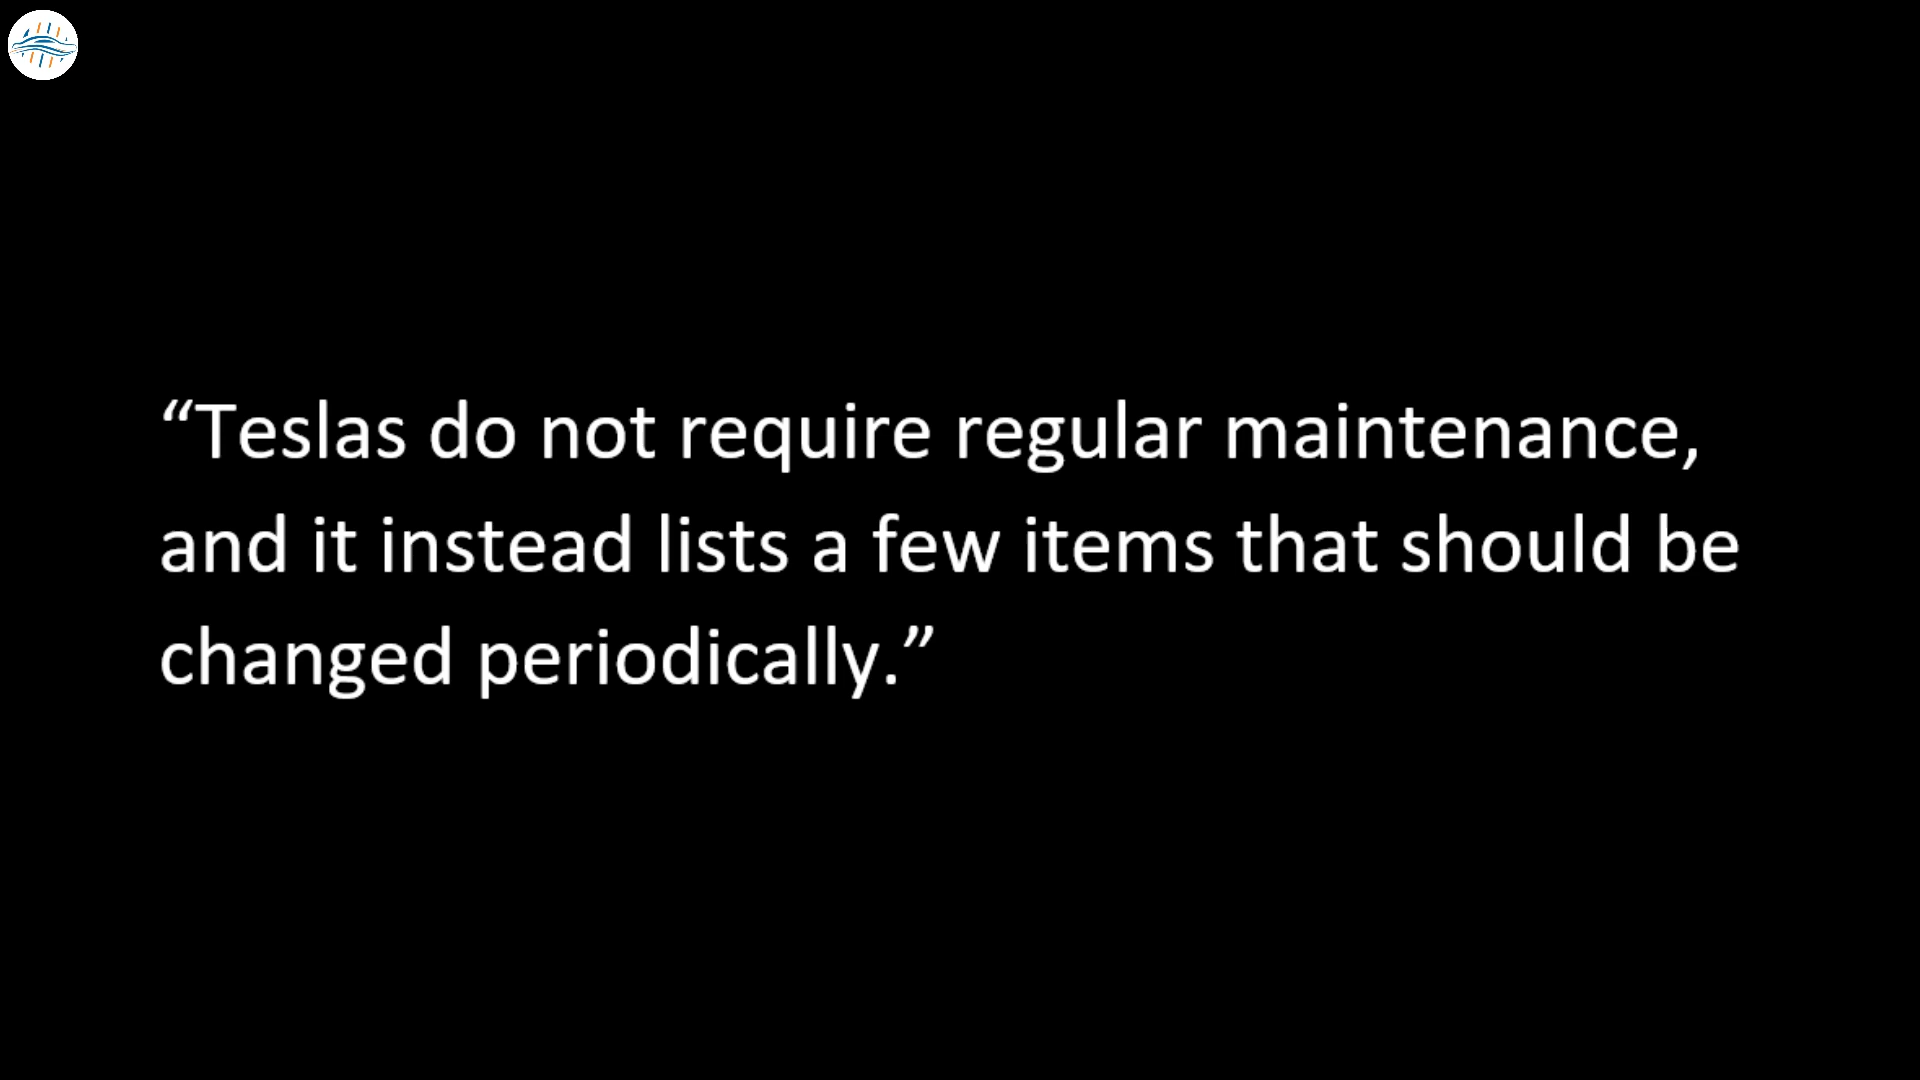 “Teslas do not require regular maintenance,
and it instead lists a few items that should be
changed periodically.”